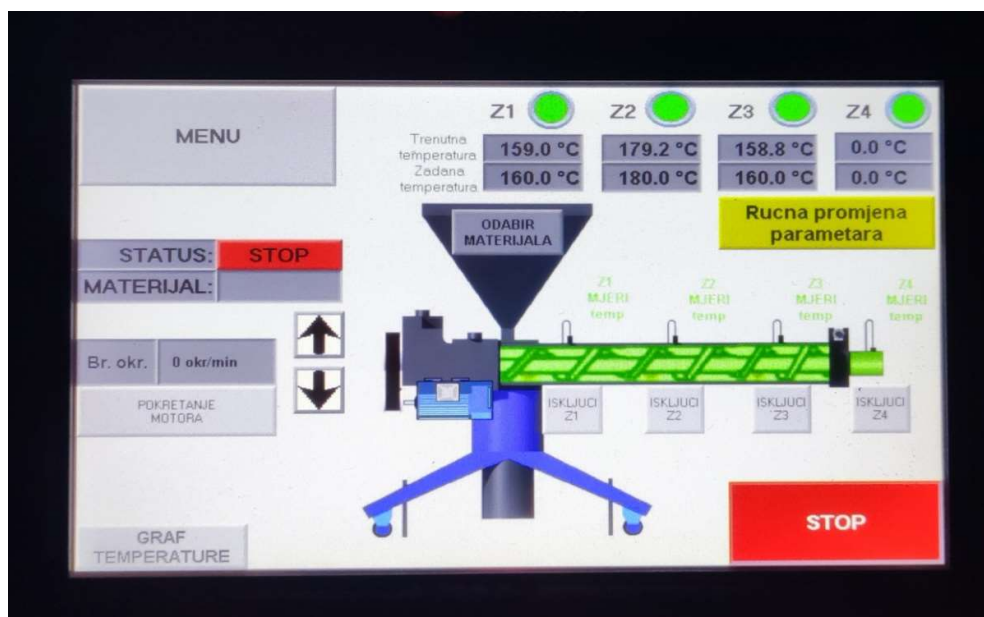 MENU
Z1
Z2
Z3
Z4
Trenutna
temperatura
159.0 °C
179.2 °C
158.8 °C
0.0 °C
Zadana
temperatura
160.0 °C
180.0 °C
160.0 °C
0.0 °C
Rucna promjena
parametara
ODABIR
MATERIJALA
STATUS:
STOP
MATERIJAL:
Z1
MJERI
temp
Z2
MJERI
temp
Z3
MJERI
temp
MJERI
temp
Br. okr.
0 okr/min
POKRETANJE
MOTORA
ISKLJUCI
Z1
ISKLJUCI
Z2
ISKLJUCI
Z3
ISKLJUCI
Z4
STOP
GRAF
TEMPERATURE